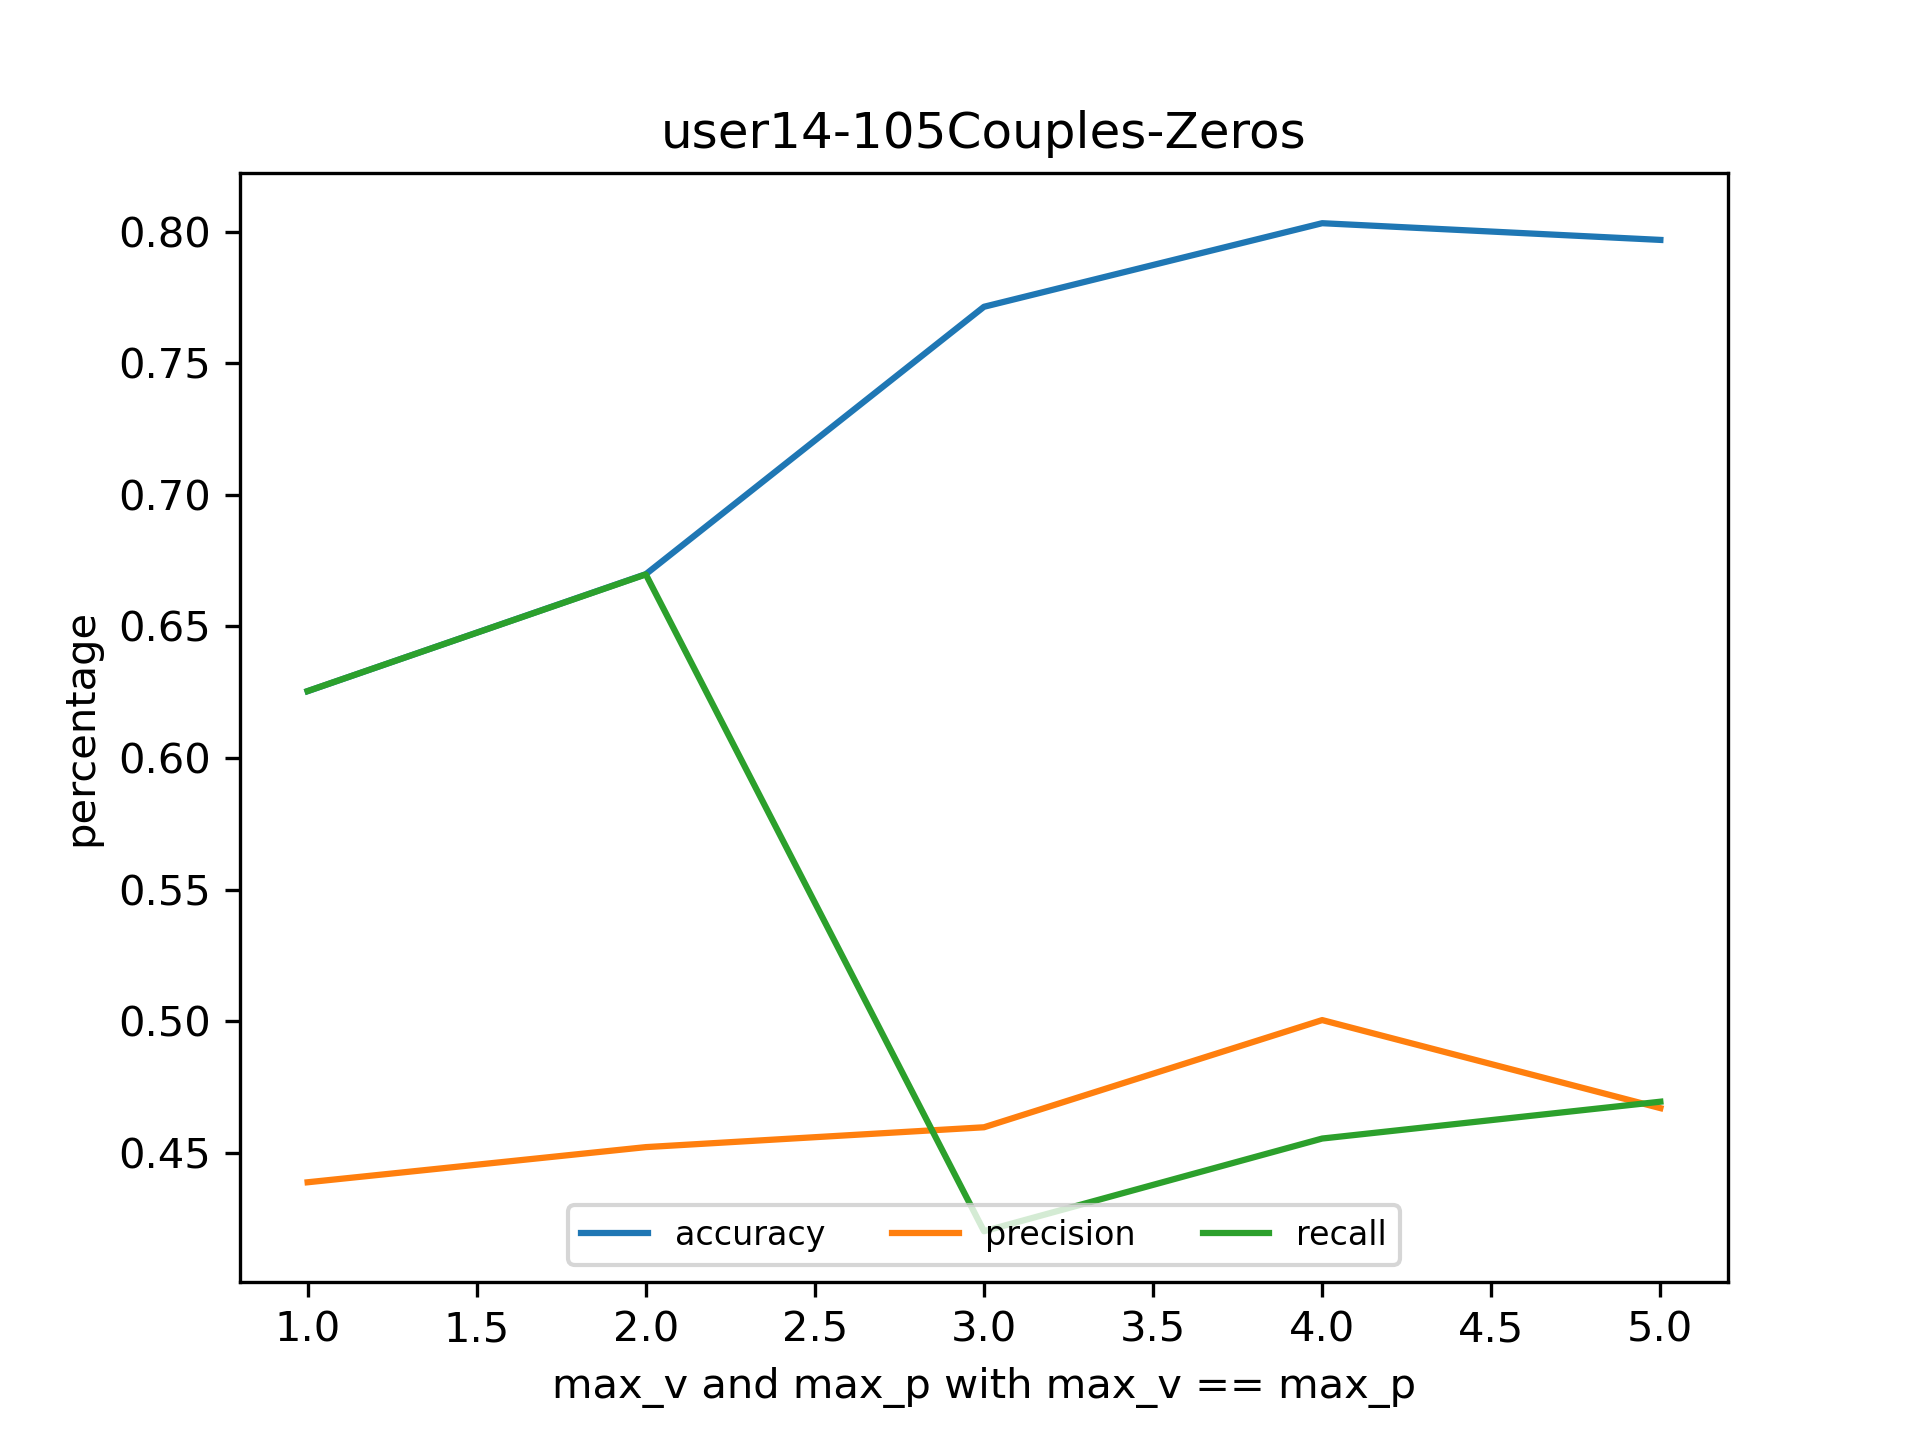 user14-105Couples-Zeros
0.80
0.75
0.70
0.65
0.60
0.55
0.50
0.45
percentage
accuracy precision recall
1.0 1.5 2.0 2.5 3.0 3.5 4.0 4.5 5.0
max_v and max_p with max_v == max_p